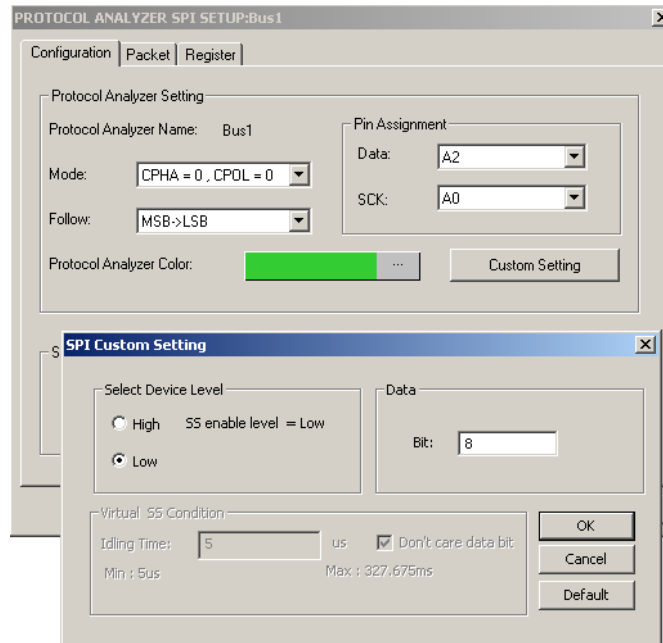 PROTOCOL ANALYZER SPI SETUP:Bus1
Configuration Packet Register
Protocol Analyzer Setting
Protocol Analyzer Name: Bus1
Mode: CPHA = 0 , CPOL = 0
Follow: MSB->LSB
Protocol Analyzer Color: ...
Pin Assignment
Data: A2
SCK: A0
Custom Setting
S
SPI Custom Setting
Select Device Level
High SS enable level = Low
Low
Data
Bit: 8
Virtual SS Condition
Idling Time: 5 us Don't care data bit
Min : 5us Max : 327.675ms
OK
Cancel
Default